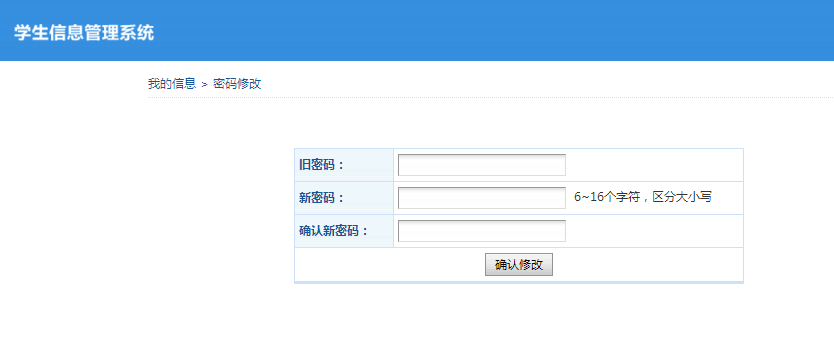 学生信息管理系统
我的信息 > 密码修改
旧密码：
新密码： 6~16个字符，区分大小写
确认新密码：
确认修改